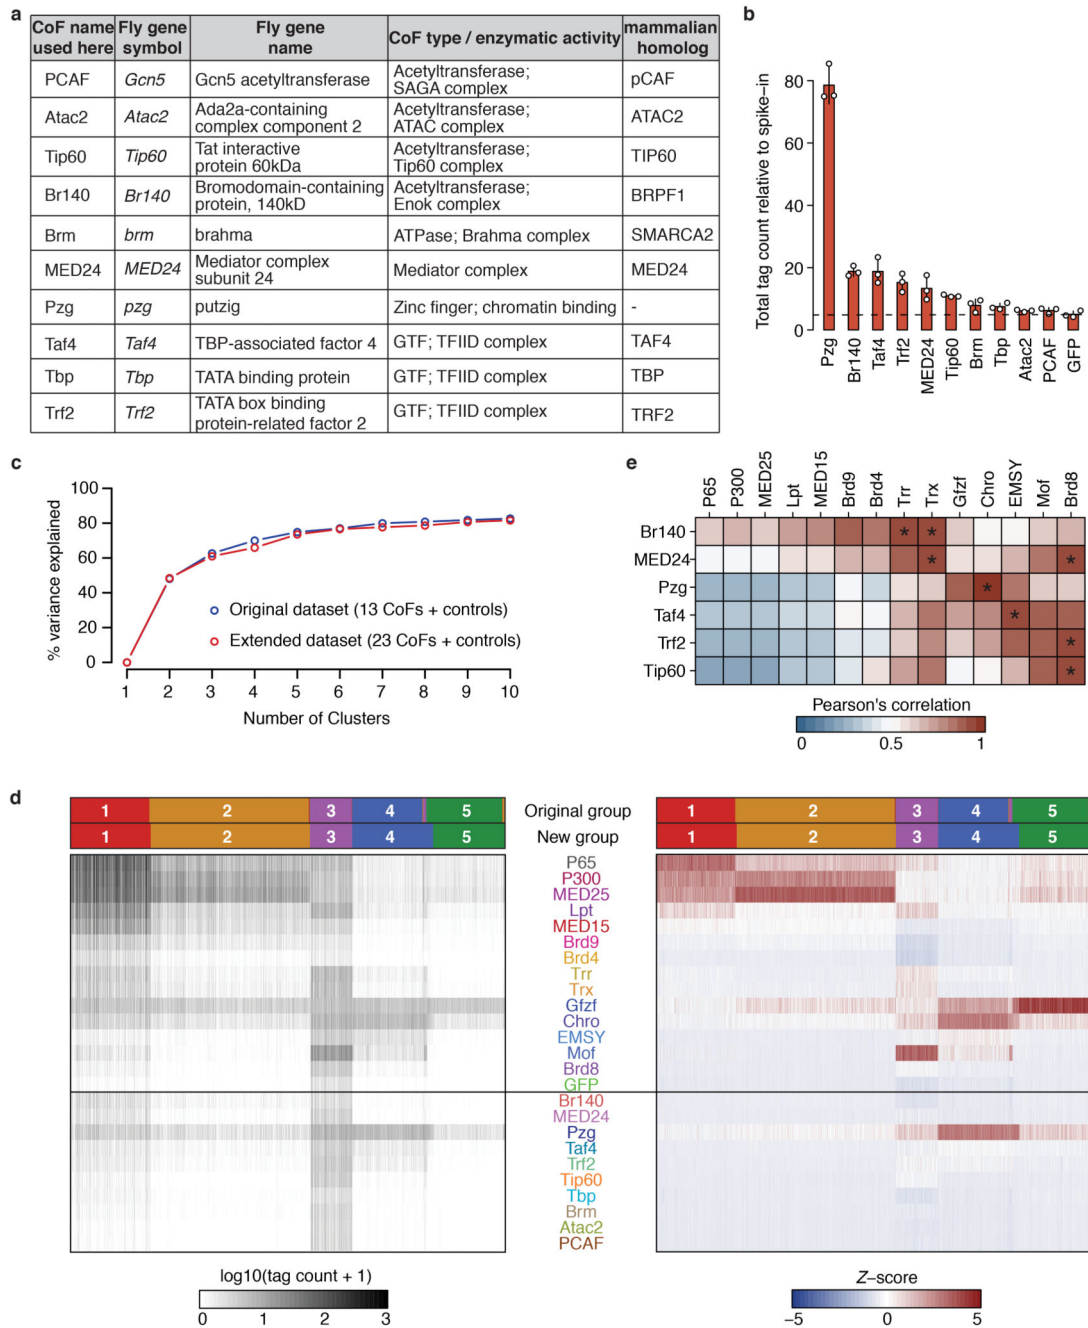 a
CoF name used here | Fly gene symbol | Fly gene name | CoF type / enzymatic activity | mammalian homolog
PCAF | Gcn5 | Gcn5 acetyltransferase | Acetyltransferase; SAGA complex | pCAF
Atac2 | Atac2 | Ada2a-containing complex component 2 | Acetyltransferase; ATAC complex | ATAC2
Tip60 | Tip60 | Tat interactive protein 60kDa | Acetyltransferase; Tip60 complex | TIP60
Br140 | Br140 | Bromodomain-containing protein, 140kD | Acetyltransferase; Enok complex | BRPF1
Brm | brm | brahma | ATPase; Brahma complex | SMARCA2
MED24 | MED24 | Mediator complex subunit 24 | Mediator complex | MED24
Pzg | pzg | putzig | Zinc finger; chromatin binding | -
Taf4 | Taf4 | TBP-associated factor 4 | GTF; TFIID complex | TAF4
Tbp | Tbp | TATA binding protein | GTF; TFIID complex | TBP
Trf2 | Trf2 | TATA box binding protein-related factor 2 | GTF; TFIID complex | TRF2
b
Total tag count relative to spike-in
80
60
40
20
0
Pzg Br140 Taf4 Trf2 MED24 Tip60 Brm Tbp Atac2 PCAF GFP
c
% variance explained
100
80
60
40
20
0
Original dataset (13 CoFs + controls)
Extended dataset (23 CoFs + controls)
1 2 3 4 5 6 7 8 9 10
Number of Clusters
e
P65 P300 MED25 Lpt MED15 Brd9 Brd4 Trr Trx Gfzf Chro EMSY Mof Brd8
Br140 * *
MED24 * *
Pzg *
Taf4 *
Trf2 *
Tip60 *
Pearson's correlation
0 0.5 1
d
1 2 3 4 5 Original group 1 2 3 4 5
1 2 3 4 5 New group 1 2 3 4 5
P65
P300
MED25
Lpt
MED15
Brd9
Brd4
Trr
Trx
Gfzf
Chro
EMSY
Mof
Brd8
GFP
Br140
MED24
Pzg
Taf4
Trf2
Tip60
Tbp
Brm
Atac2
PCAF
log10(tag count + 1)
0 1 2 3
Z-score
−5 0 5